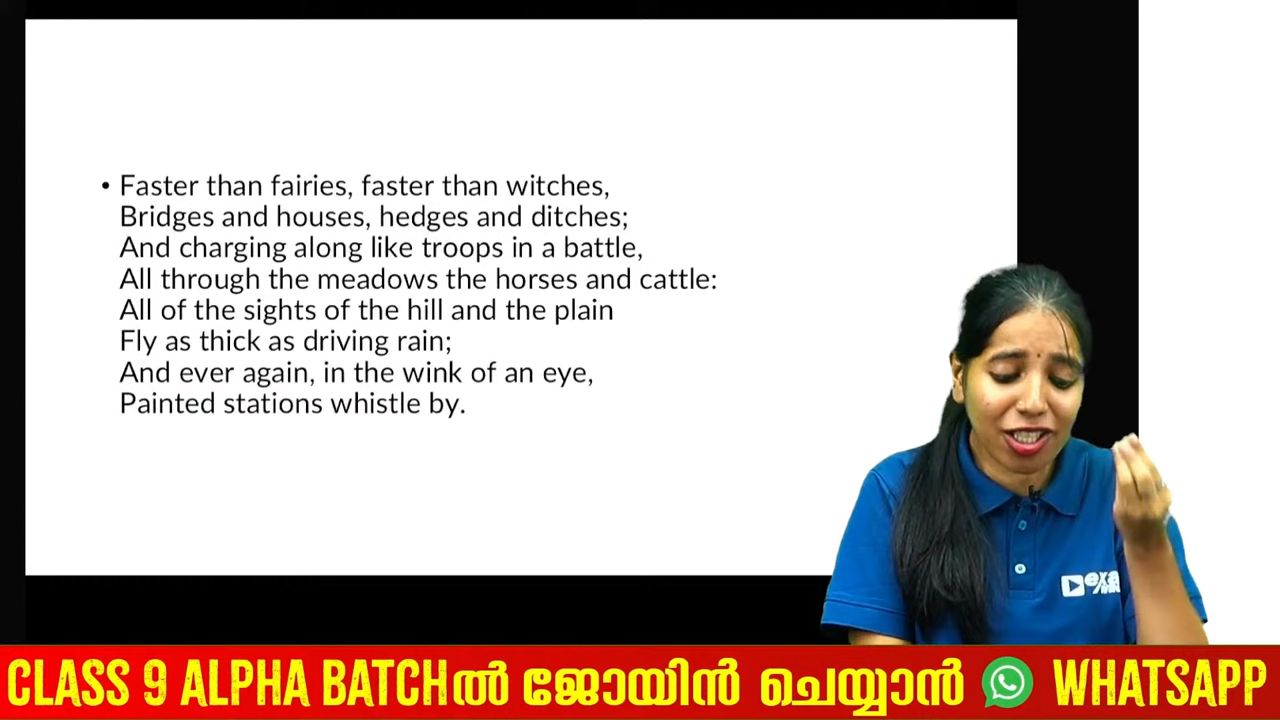 • Faster than fairies, faster than witches,
Bridges and houses, hedges and ditches;
And charging along like troops in a battle,
All through the meadows the horses and cattle:
All of the sights of the hill and the plain
Fly as thick as driving rain;
And ever again, in the wink of an eye,
Painted stations whistle by.
CLASS 9 ALPHA BATCHൽ ജോയിൻ ചെയ്യാൻ WHATSAPP